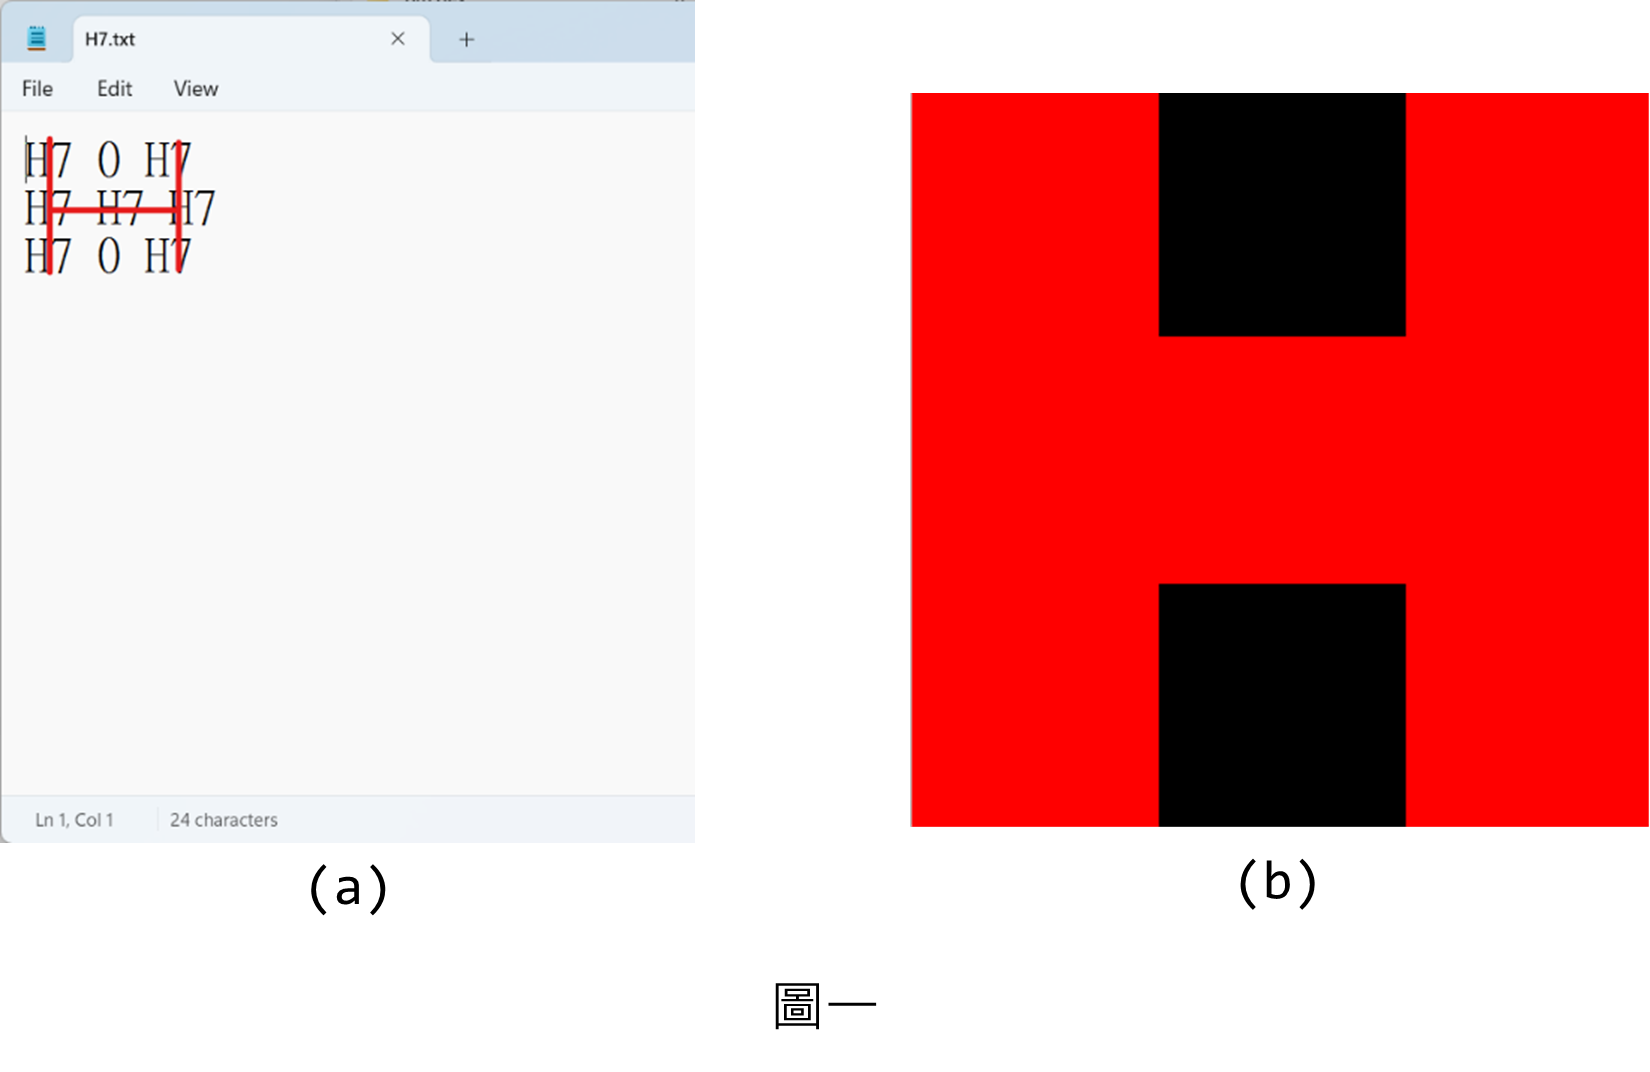 H7.txt
File Edit View
H7 0 H7
H7 H7 H7
H7 0 H7
Ln 1, Col 1 24 characters
(a)
(b)
圖一